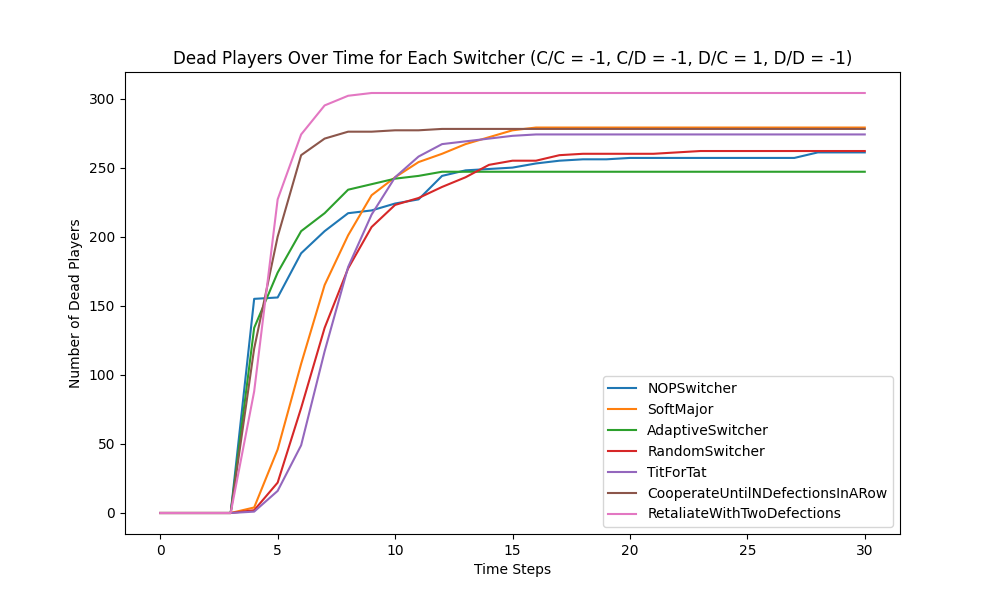 Dead Players Over Time for Each Switcher (C/C = -1, C/D = -1, D/C = 1, D/D = -1)
Number of Dead Players
300
250
200
150
100
50
0
0 5 10 15 20 25 30
Time Steps
NOPSwitcher
SoftMajor
AdaptiveSwitcher
RandomSwitcher
TitForTat
CooperateUntilNDefectionsInARow
RetaliateWithTwoDefections